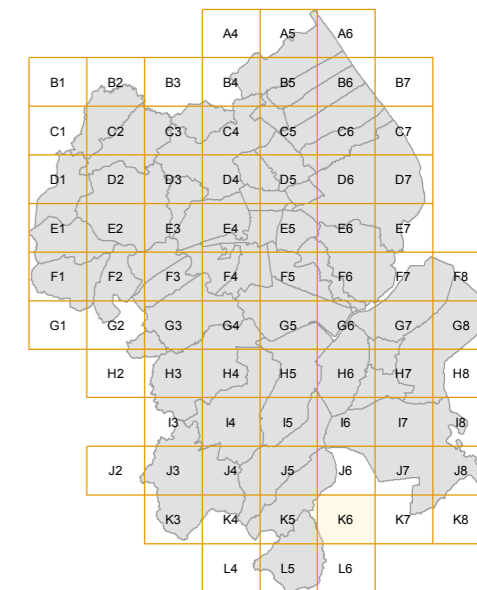 A4 A5 A6
B1 B2 B3 B4 B5 B6 B7
C1 C2 C3 C4 C5 C6 C7
D1 D2 D3 D4 D5 D6 D7
E1 E2 E3 E4 E5 E6 E7
F1 F2 F3 F4 F5 F6 F7 F8
G1 G2 G3 G4 G5 G6 G7 G8
H2 H3 H4 H5 H6 H7 H8
I3 I4 I5 I6 I7 I8
J2 J3 J4 J5 J6 J7 J8
K3 K4 K5 K6 K7 K8
L4 L5 L6